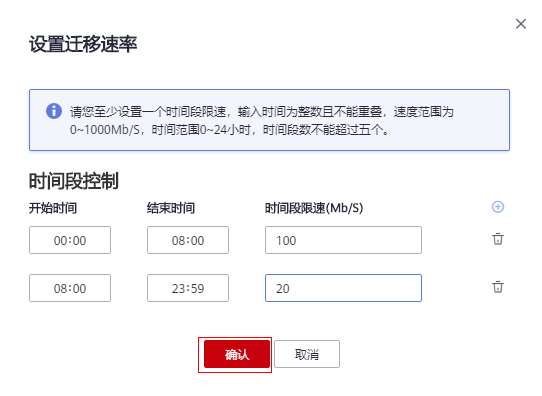 设置迁移速率
请您至少设置一个时间段限速，输入时间为整数且不能重叠，速度范围为
0~1000Mb/S，时间范围0~24小时，时间段数不能超过五个。
时间段控制
开始时间 结束时间 时间段限速(Mb/S)
00:00 08:00 100
08:00 23:59 20
确认 取消